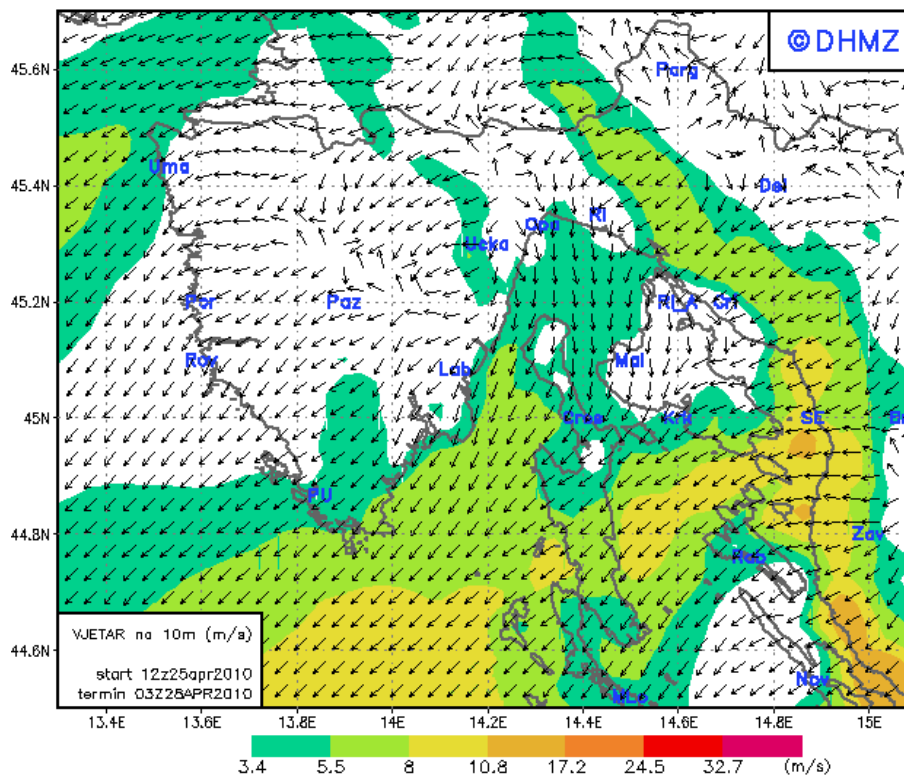 ©DHMZ
45.6N
Parg
45.4N
Uma
Del
Opa
Ri
Ucka
45.2N
Por
Paz
RI_A
Cri
Rov
Lab
Mal
45N
Cres
Krk
SE
PU
44.8N
Zav
Rab
44.6N
VJETAR na 10m (m/s)
start 12z25apr2010
termin 03Z28APR2010
MLo
Nov
13.4E 13.6E 13.8E 14E 14.2E 14.4E 14.6E 14.8E 15E
3.4 5.5 8 10.8 17.2 24.5 32.7 (m/s)